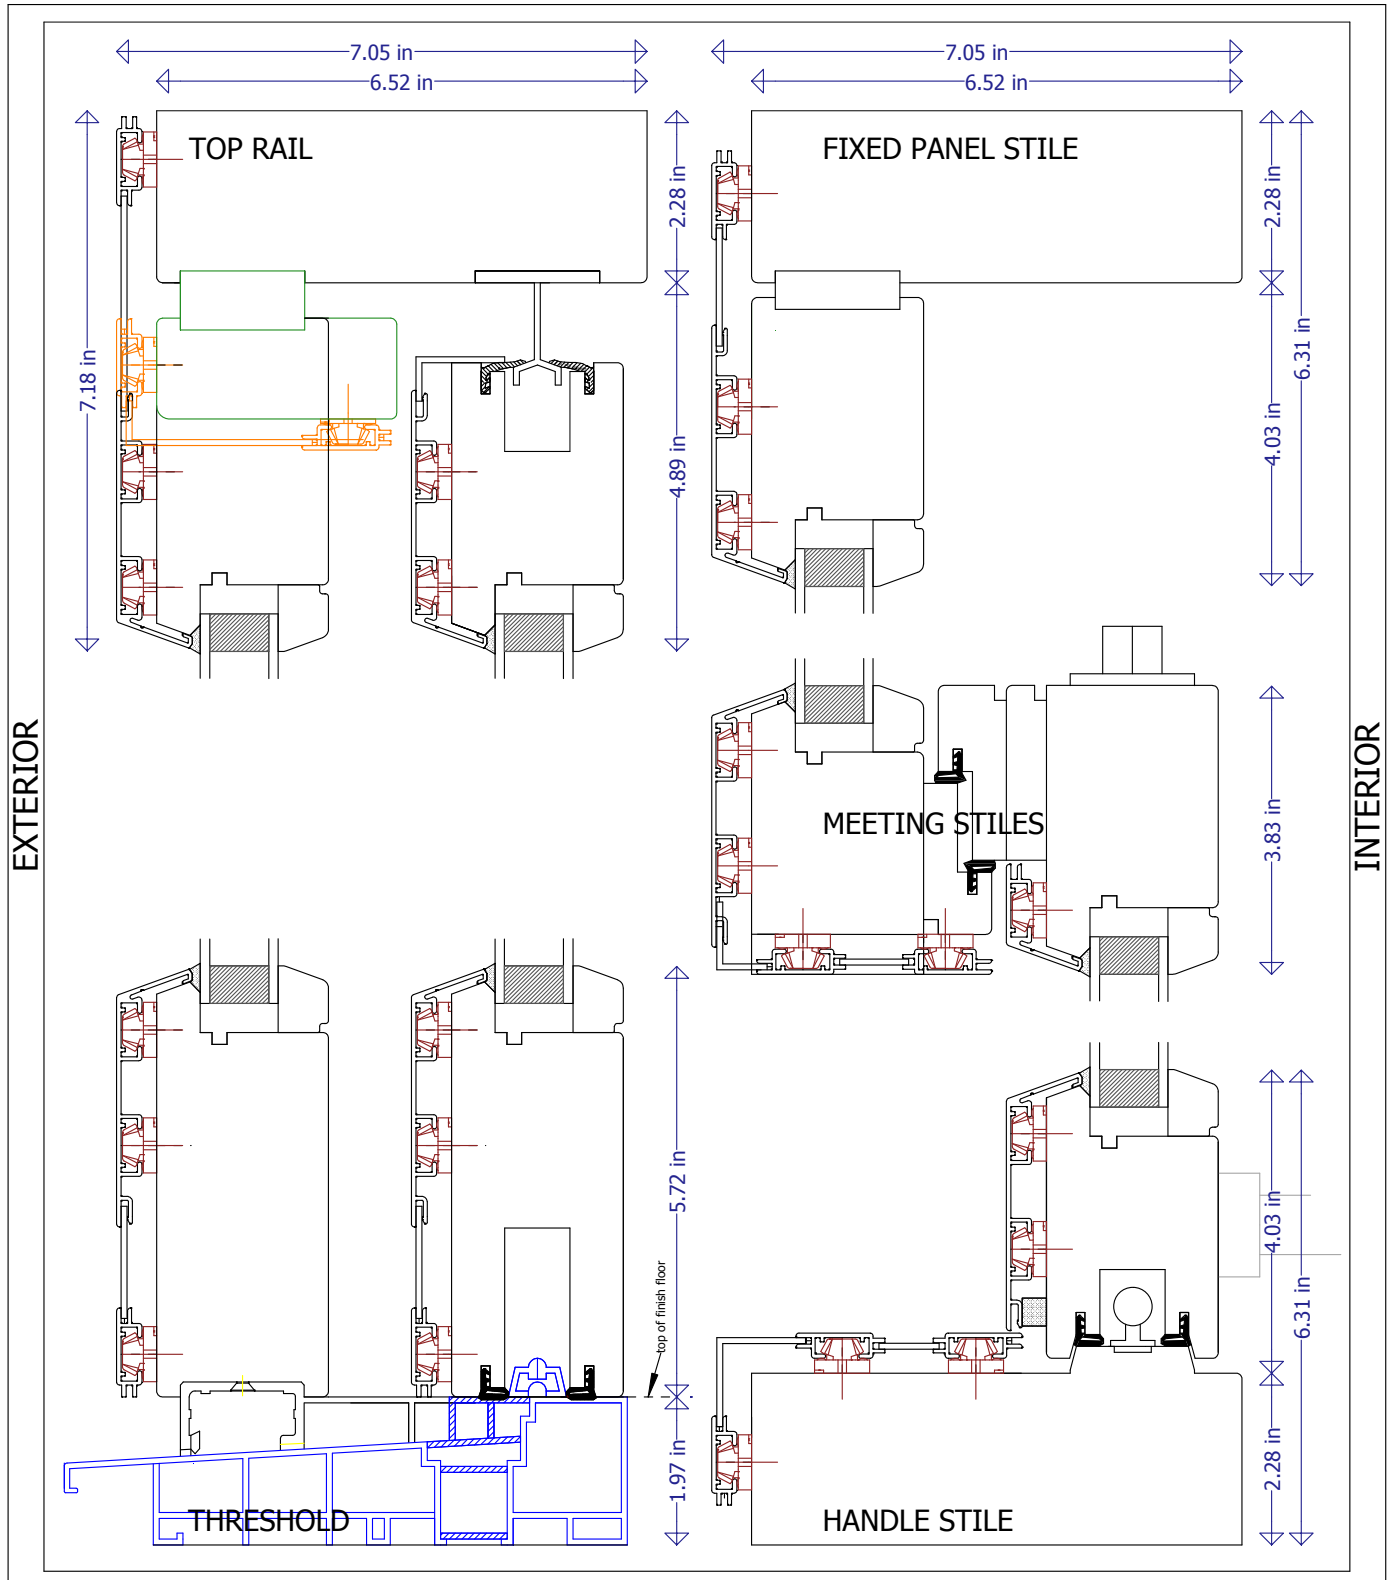 7.05 in
6.52 in
7.05 in
6.52 in
TOP RAIL
FIXED PANEL STILE
2.28 in
2.28 in
7.18 in
4.89 in
4.03 in
6.31 in
EXTERIOR
INTERIOR
MEETING STILES
3.83 in
5.72 in
4.03 in
top of finish floor
6.31 in
1.97 in
2.28 in
THRESHOLD
HANDLE STILE